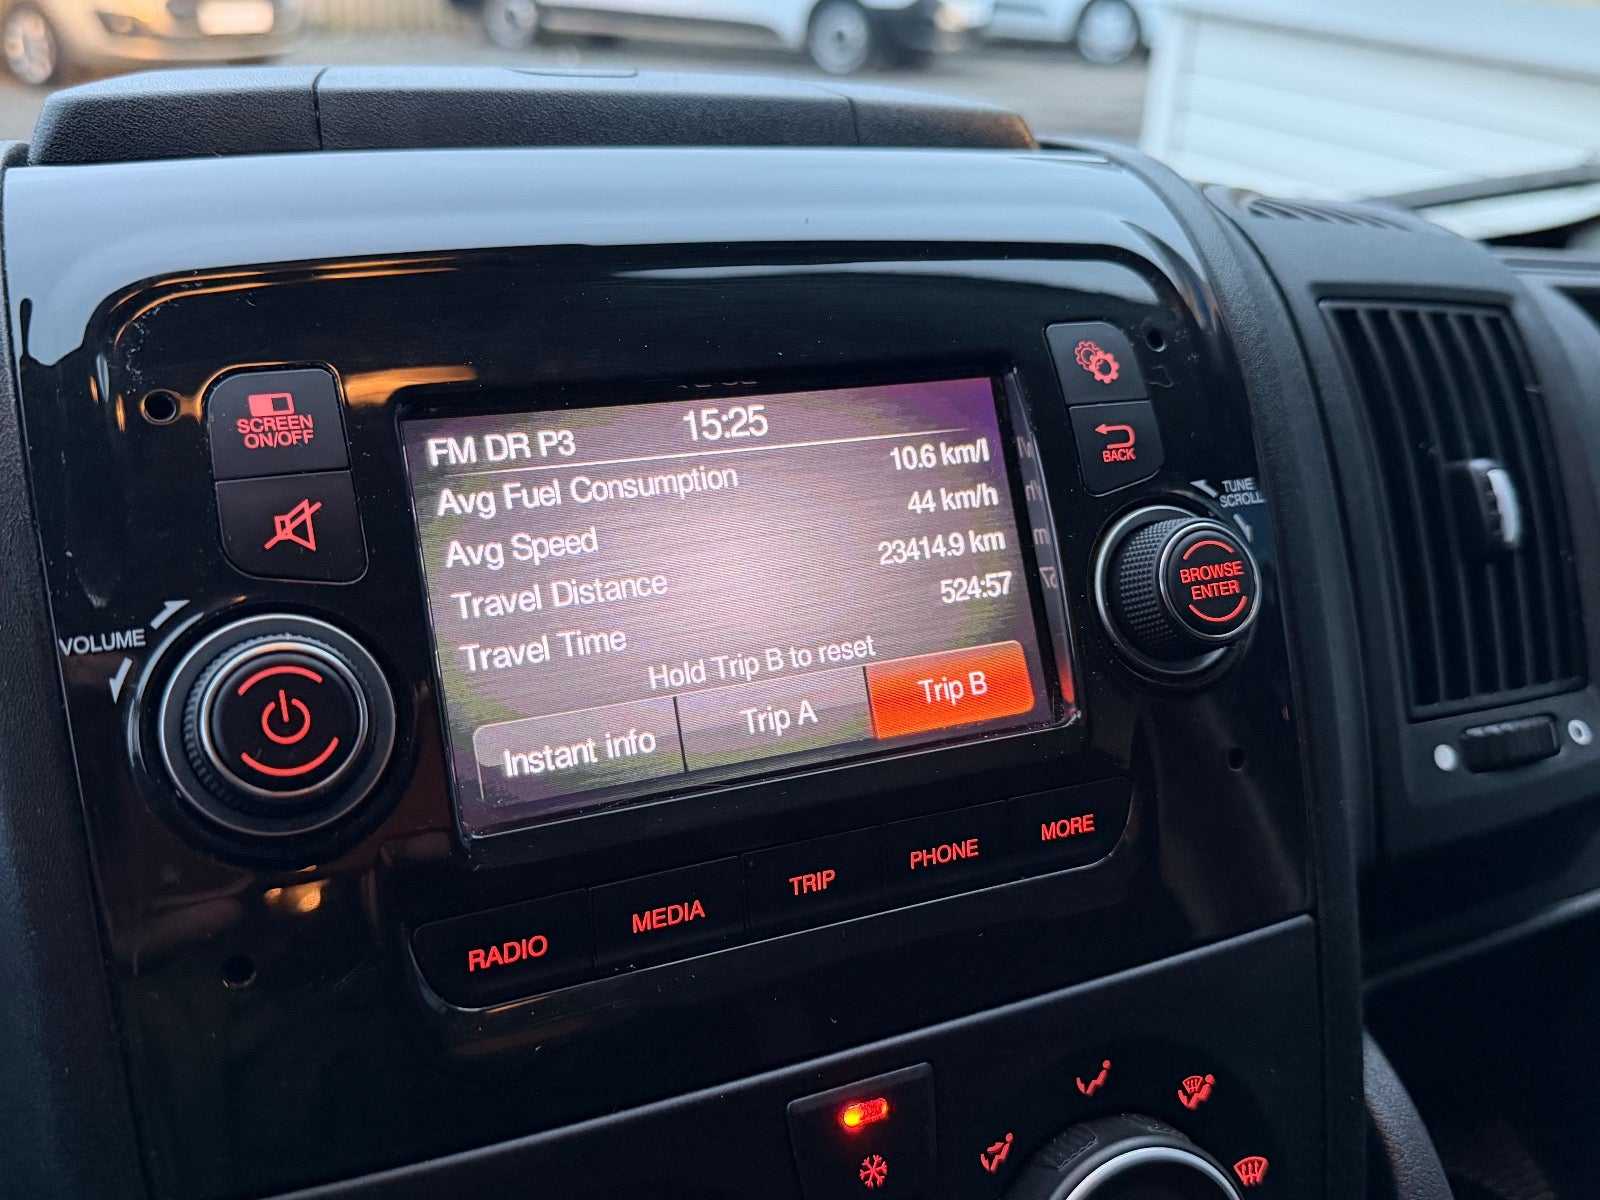 SCREEN
ON/OFF
VOLUME
FM DR P3 15:25
Avg Fuel Consumption 10.6 km/l
Avg Speed 44 km/h
Travel Distance 23414.9 km
Travel Time 524:57
Hold Trip B to reset
Instant info Trip A Trip B
BACK
TUNE
SCROLL
BROWSE
ENTER
RADIO MEDIA TRIP PHONE MORE